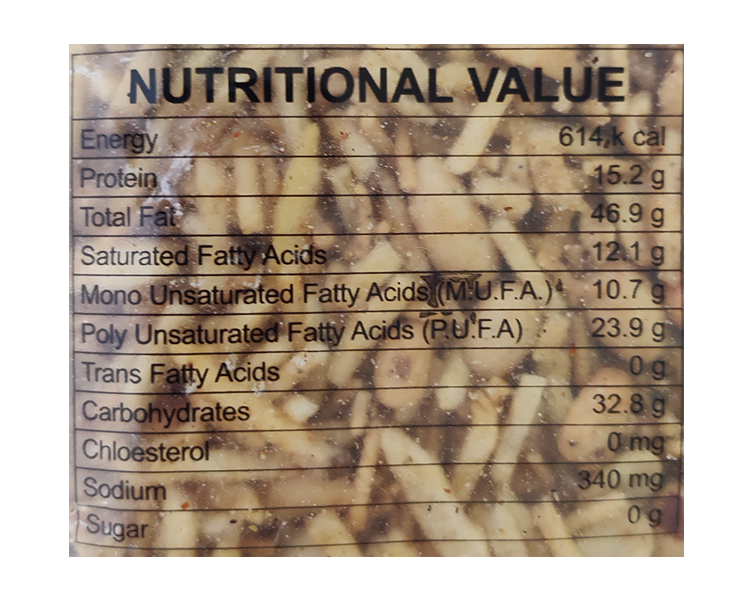 NUTRITIONAL VALUE
Energy 614,k cal
Protein 15.2 g
Total Fat 46.9 g
Saturated Fatty Acids 12.1 g
Mono Unsaturated Fatty Acids (M.U.F.A.) 10.7 g
Poly Unsaturated Fatty Acids (P.U.F.A) 23.9 g
Trans Fatty Acids 0 g
Carbohydrates 32.8 g
Chloesterol 0 mg
Sodium 340 mg
Sugar 0 g